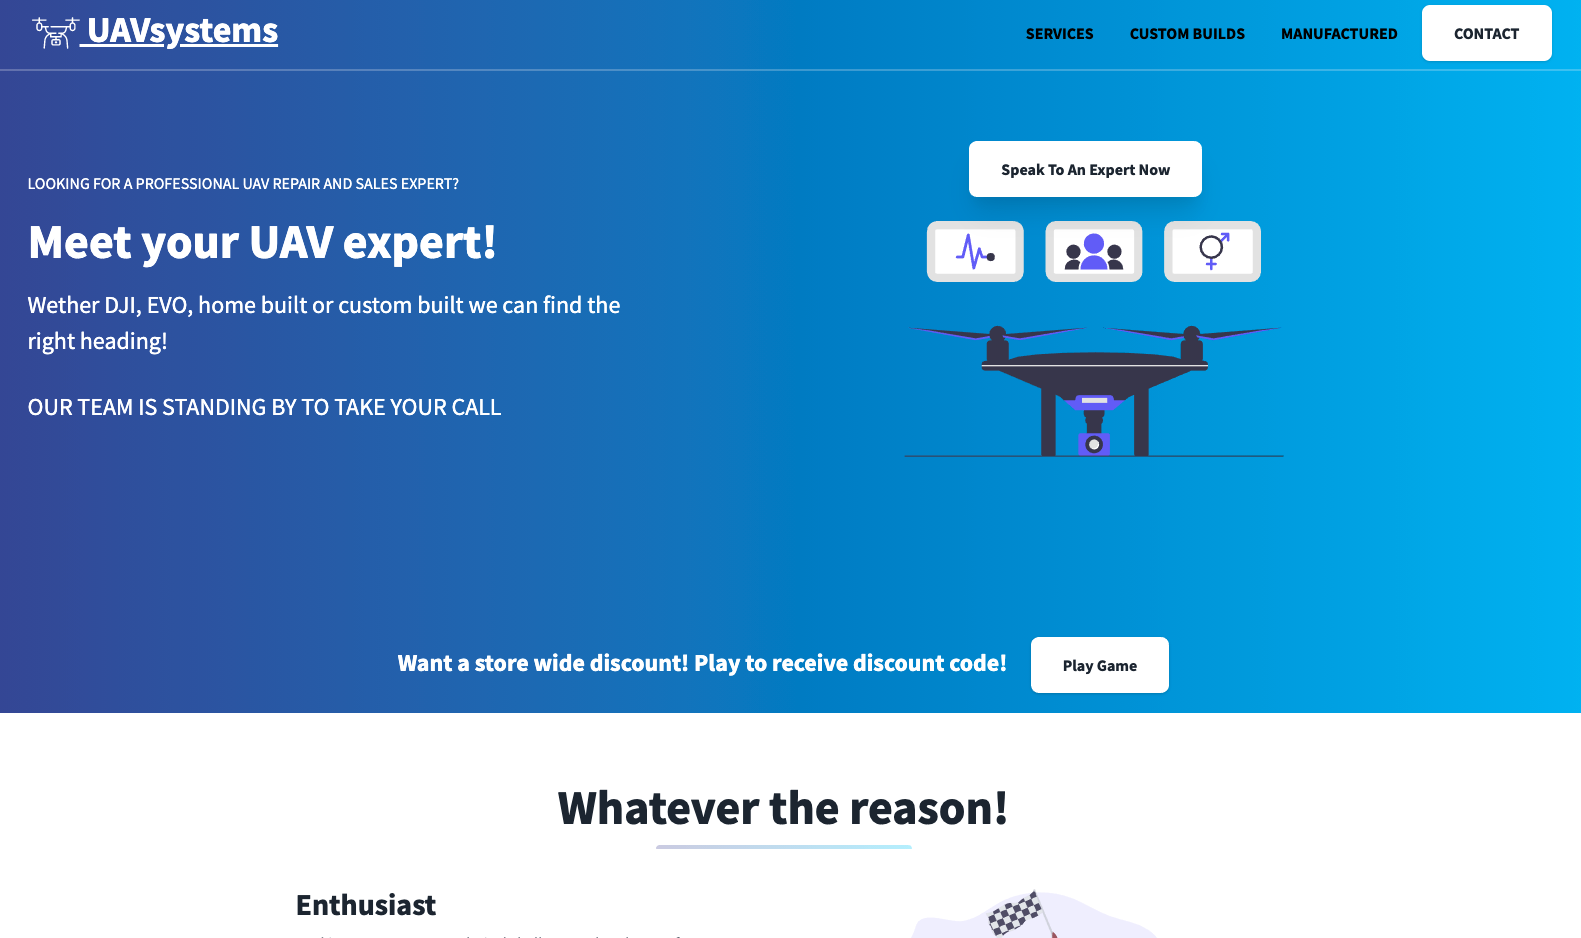 UAVsystems
SERVICES
CUSTOM BUILDS
MANUFACTURED
CONTACT
LOOKING FOR A PROFESSIONAL UAV REPAIR AND SALES EXPERT?
Meet your UAV expert!
Wether DJI, EVO, home built or custom built we can find the
right heading!
OUR TEAM IS STANDING BY TO TAKE YOUR CALL
Speak To An Expert Now
Want a store wide discount! Play to receive discount code!
Play Game
Whatever the reason!
Enthusiast